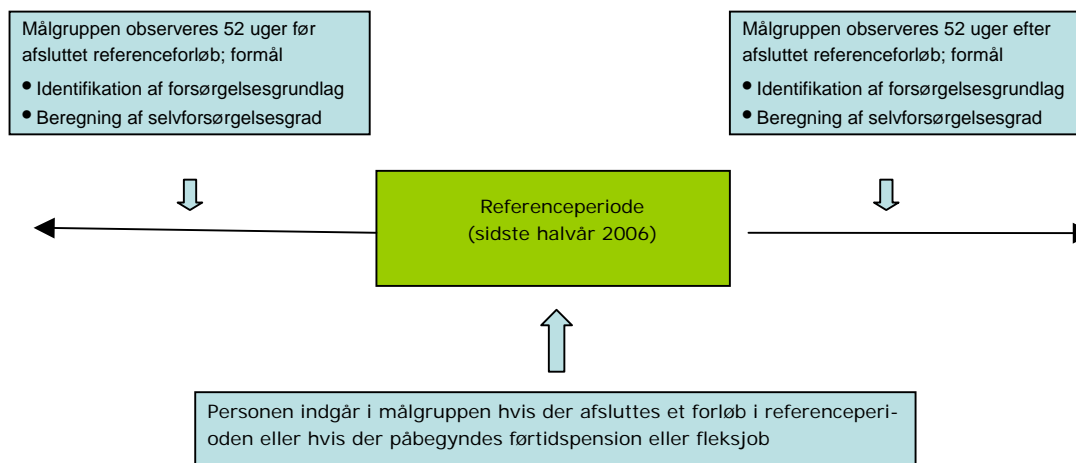 Målgruppen observeres 52 uger før
afsluttet referenceforløb; formål
• Identifikation af forsørgelsesgrundlag
• Beregning af selvforsørgelsesgrad
Målgruppen observeres 52 uger efter
afsluttet referenceforløb; formål
• Identifikation af forsørgelsesgrundlag
• Beregning af selvforsørgelsesgrad
Referenceperiode
(sidste halvår 2006)
Personen indgår i målgruppen hvis der afsluttes et forløb i referenceperi-
oden eller hvis der påbegyndes førtidspension eller fleksjob